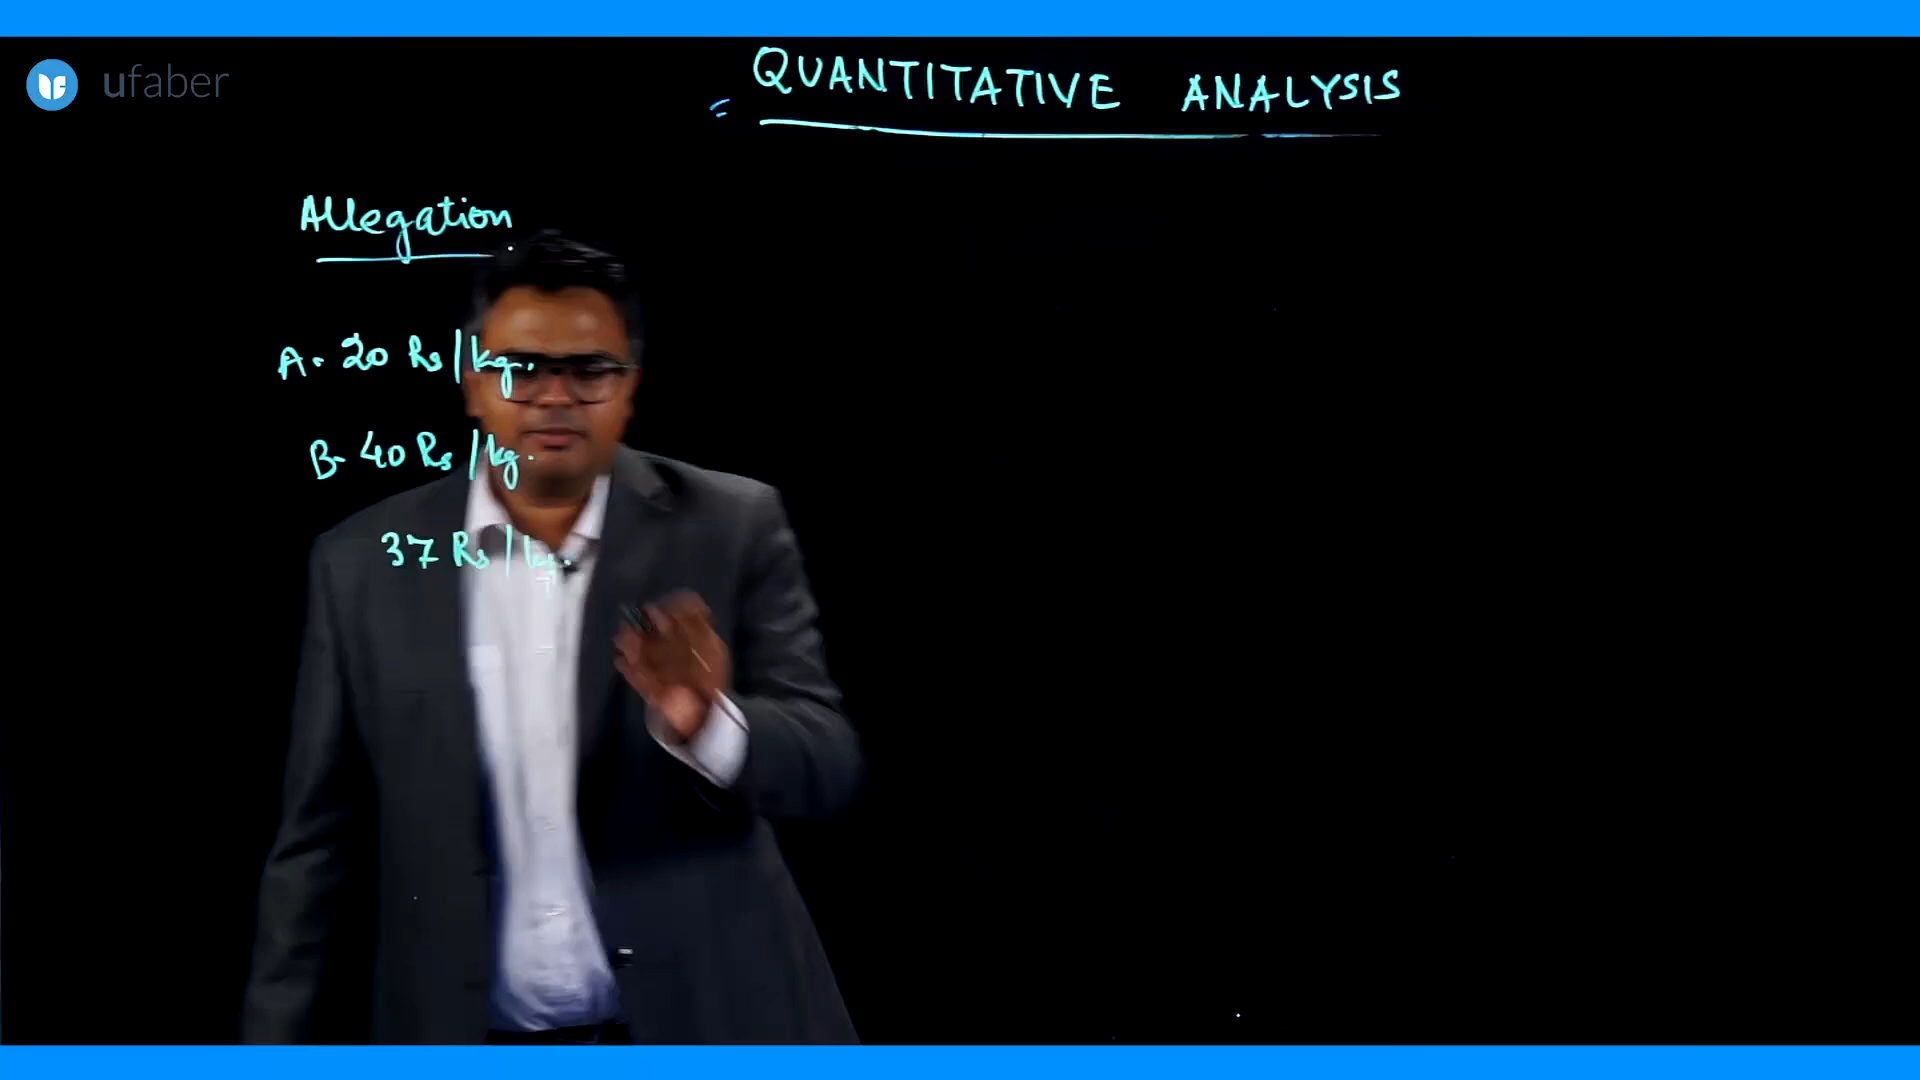 ufaber
QUANTITATIVE ANALYSIS
Allegation
A. 20 Rs/kg.
B- 40 Rs/kg.
37 Rs/kg.